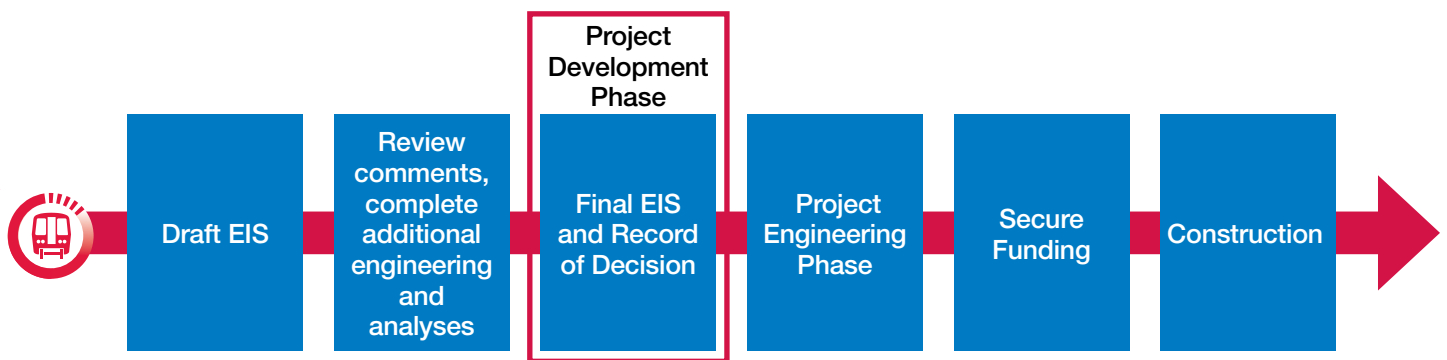 Project
Development
Phase
Draft EIS
Review
comments,
complete
additional
engineering
and
analyses
Final EIS
and Record
of Decision
Project
Engineering
Phase
Secure
Funding
Construction